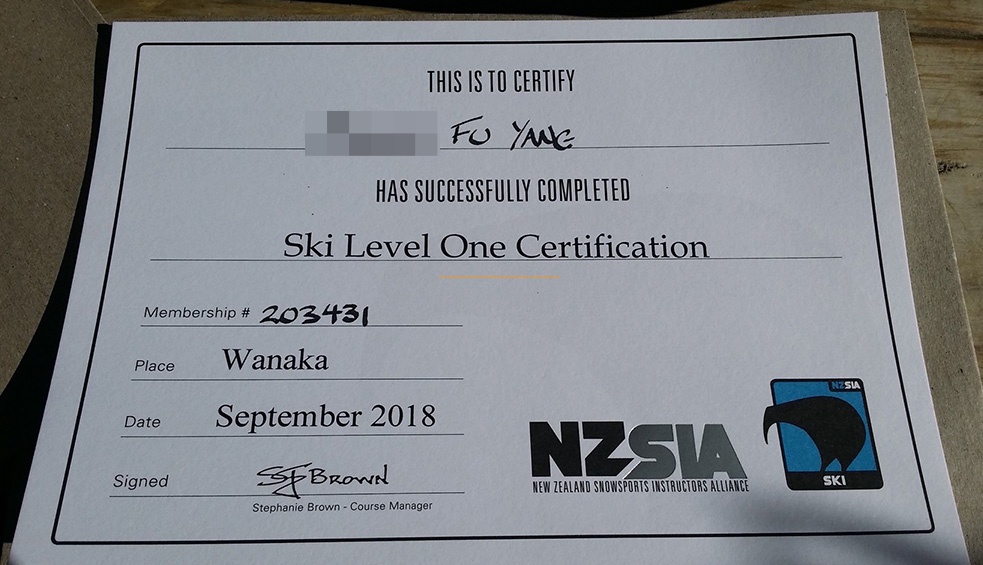 THIS IS TO CERTIFY
FU YANG
HAS SUCCESSFULLY COMPLETED
Ski Level One Certification
Membership # 203431
Place Wanaka
Date September 2018
Signed SJBROWN
Stephanie Brown - Course Manager
NZSIA
NEW ZEALAND SNOWSPORTS INSTRUCTORS ALLIANCE
NZSIA
SKI